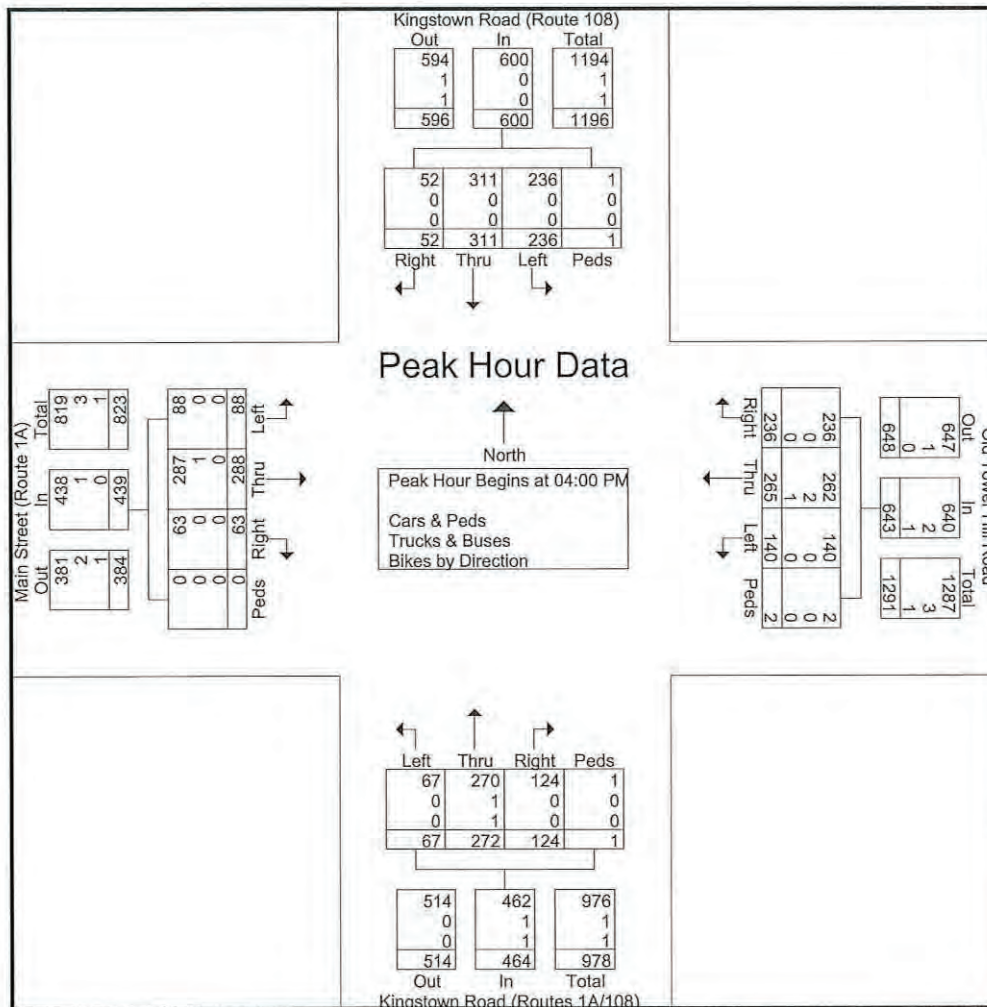 Kingstown Road (Route 108)
Out In Total
594 600 1194
1 0 1
1 0 1
596 600 1196
52 311 236 1
0 0 0 0
0 0 0 0
52 311 236 1
Right Thru Left Peds
Peak Hour Data
North
Peak Hour Begins at 04:00 PM
Cars & Peds
Trucks & Buses
Bikes by Direction
Main Street (Route 1A)
Out In Total
381 438 819
2 1 3
1 0 1
384 439 823
88 287 63 0
0 1 0 0
0 0 0 0
88 288 63 0
Left Thru Right Peds
Old Tower Hill Road
Out In Total
647 640 1287
1 2 3
0 1 1
648 643 1291
236 262 140 2
0 2 0 0
0 1 0 0
236 265 140 2
Right Thru Left Peds
Left Thru Right Peds
67 270 124 1
0 1 0 0
0 1 0 0
67 272 124 1
514 462 976
0 1 1
0 1 1
514 464 978
Out In Total
Kingstown Road (Routes 1A/108)